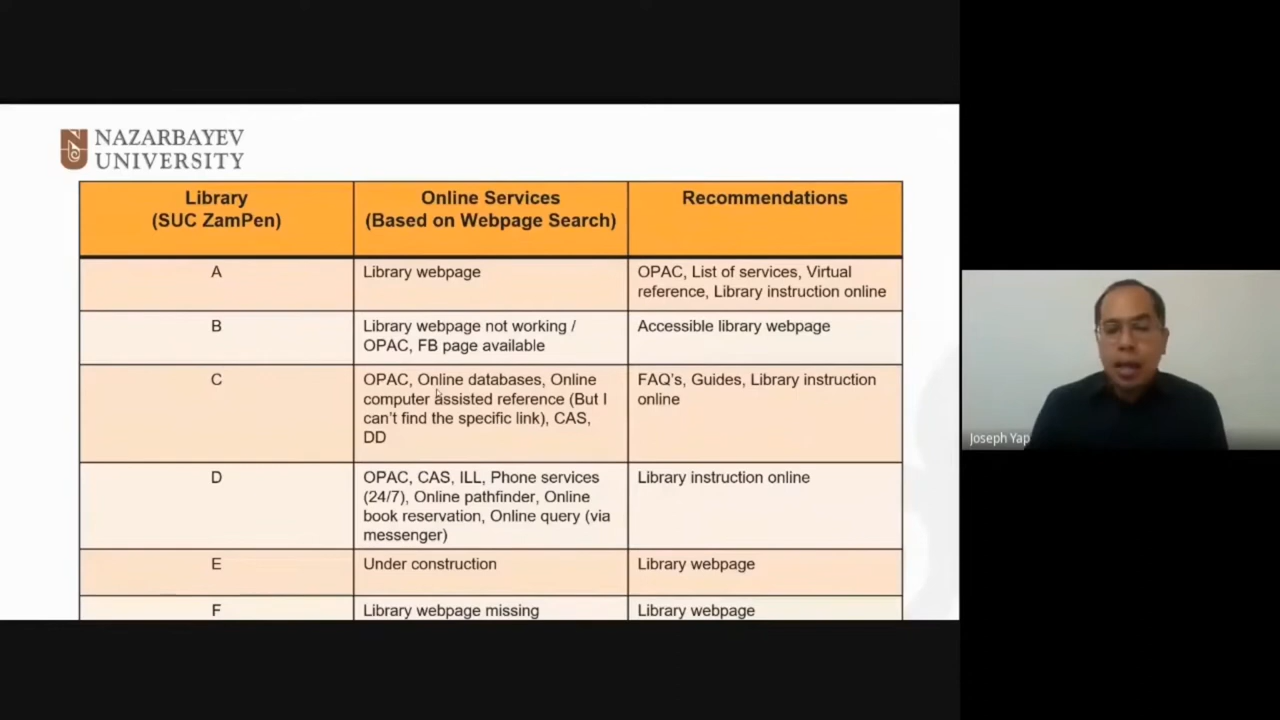 NAZARBAYEV
UNIVERSITY
Library
(SUC ZamPen)
Online Services
(Based on Webpage Search)
Recommendations
A
Library webpage
OPAC, List of services, Virtual
reference, Library instruction online
B
Library webpage not working /
OPAC, FB page available
Accessible library webpage
C
OPAC, Online databases, Online
computer assisted reference (But I
can't find the specific link), CAS,
DD
FAQ's, Guides, Library instruction
online
D
OPAC, CAS, ILL, Phone services
(24/7), Online pathfinder, Online
book reservation, Online query (via
messenger)
Library instruction online
E
Under construction
Library webpage
F
Library webpage missing
Library webpage
Joseph Yap